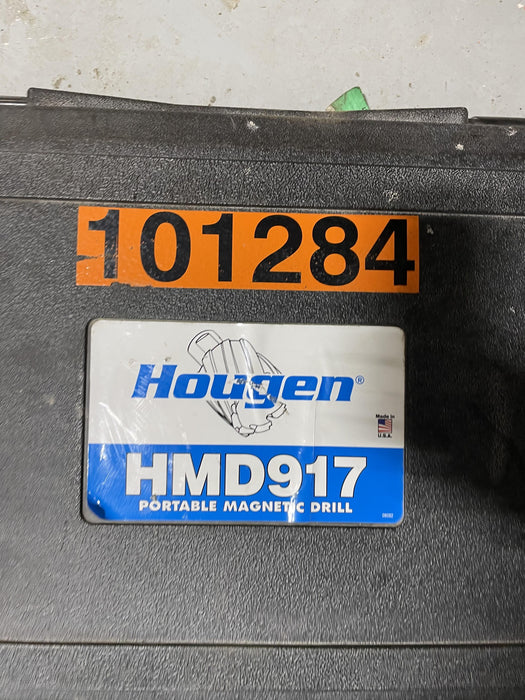 101284
Hougen®
Made in
U.S.A.
HMD917
PORTABLE MAGNETIC DRILL